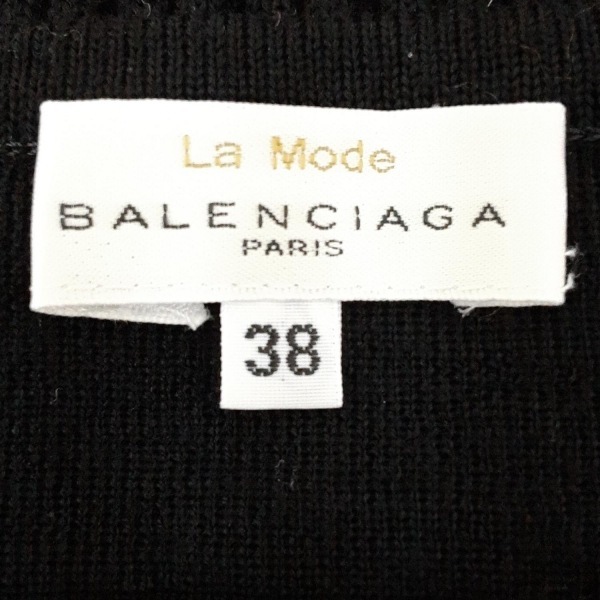 La Mode
BALENCIAGA
PARIS
38